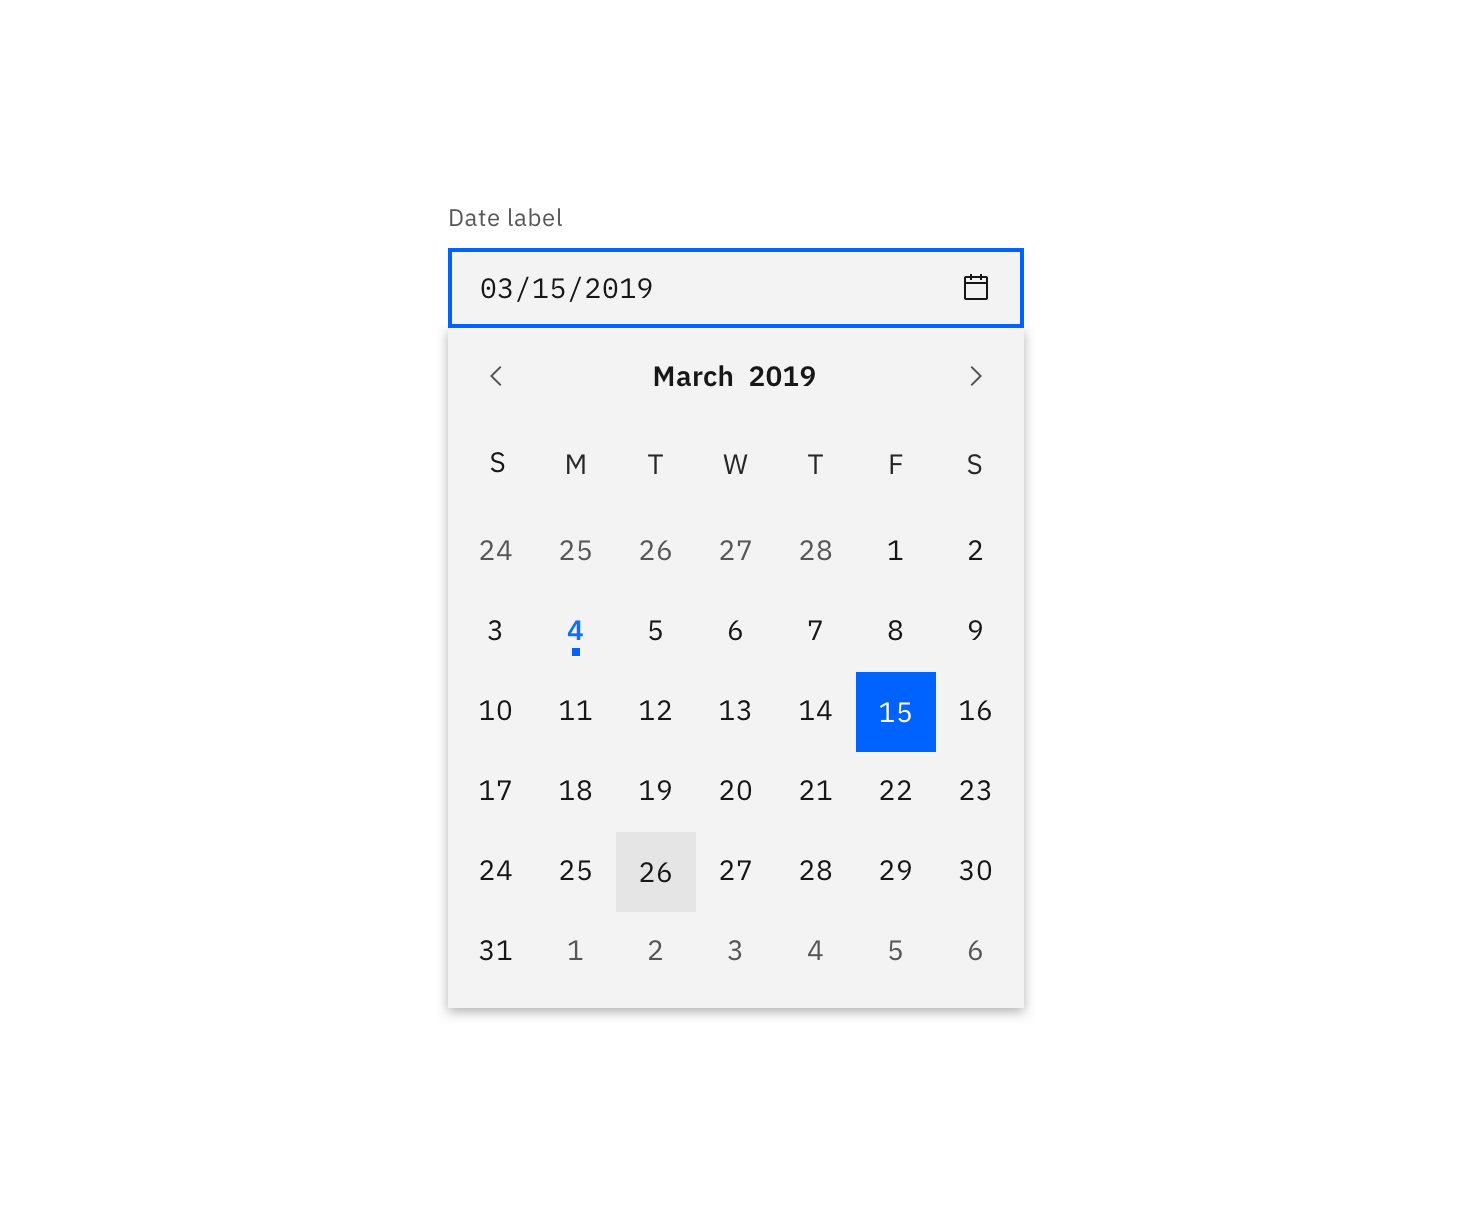 Date label
03/15/2019
March 2019
S M T W T F S
24 25 26 27 28 1 2
3 4 5 6 7 8 9
10 11 12 13 14 15 16
17 18 19 20 21 22 23
24 25 26 27 28 29 30
31 1 2 3 4 5 6